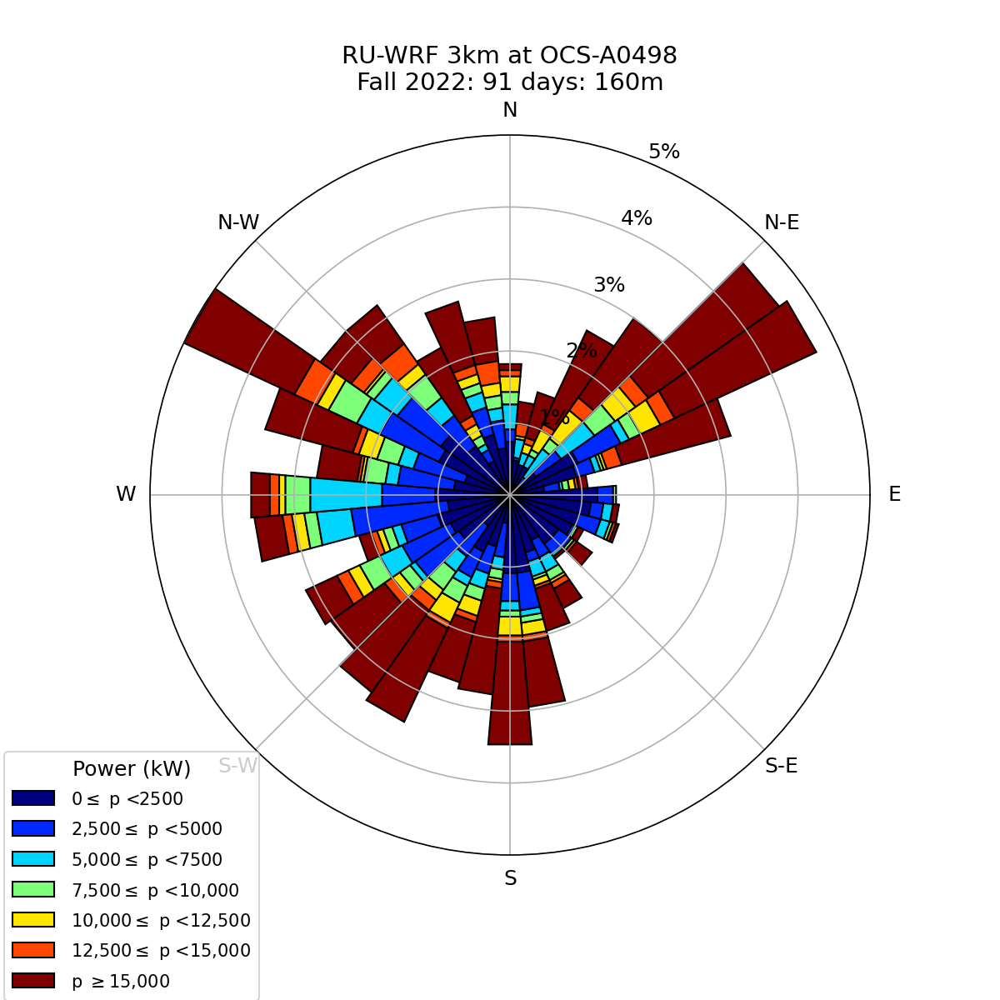 RU-WRF 3km at OCS-A0498
Fall 2022: 91 days: 160m
N
5%
N-W
4%
N-E
3%
2%
1%
W
E
S-W
S-E
S
Power (kW)
0≤ p <2500
2,500≤ p <5000
5,000≤ p <7500
7,500≤ p <10,000
10,000≤ p <12,500
12,500≤ p <15,000
p ≥15,000